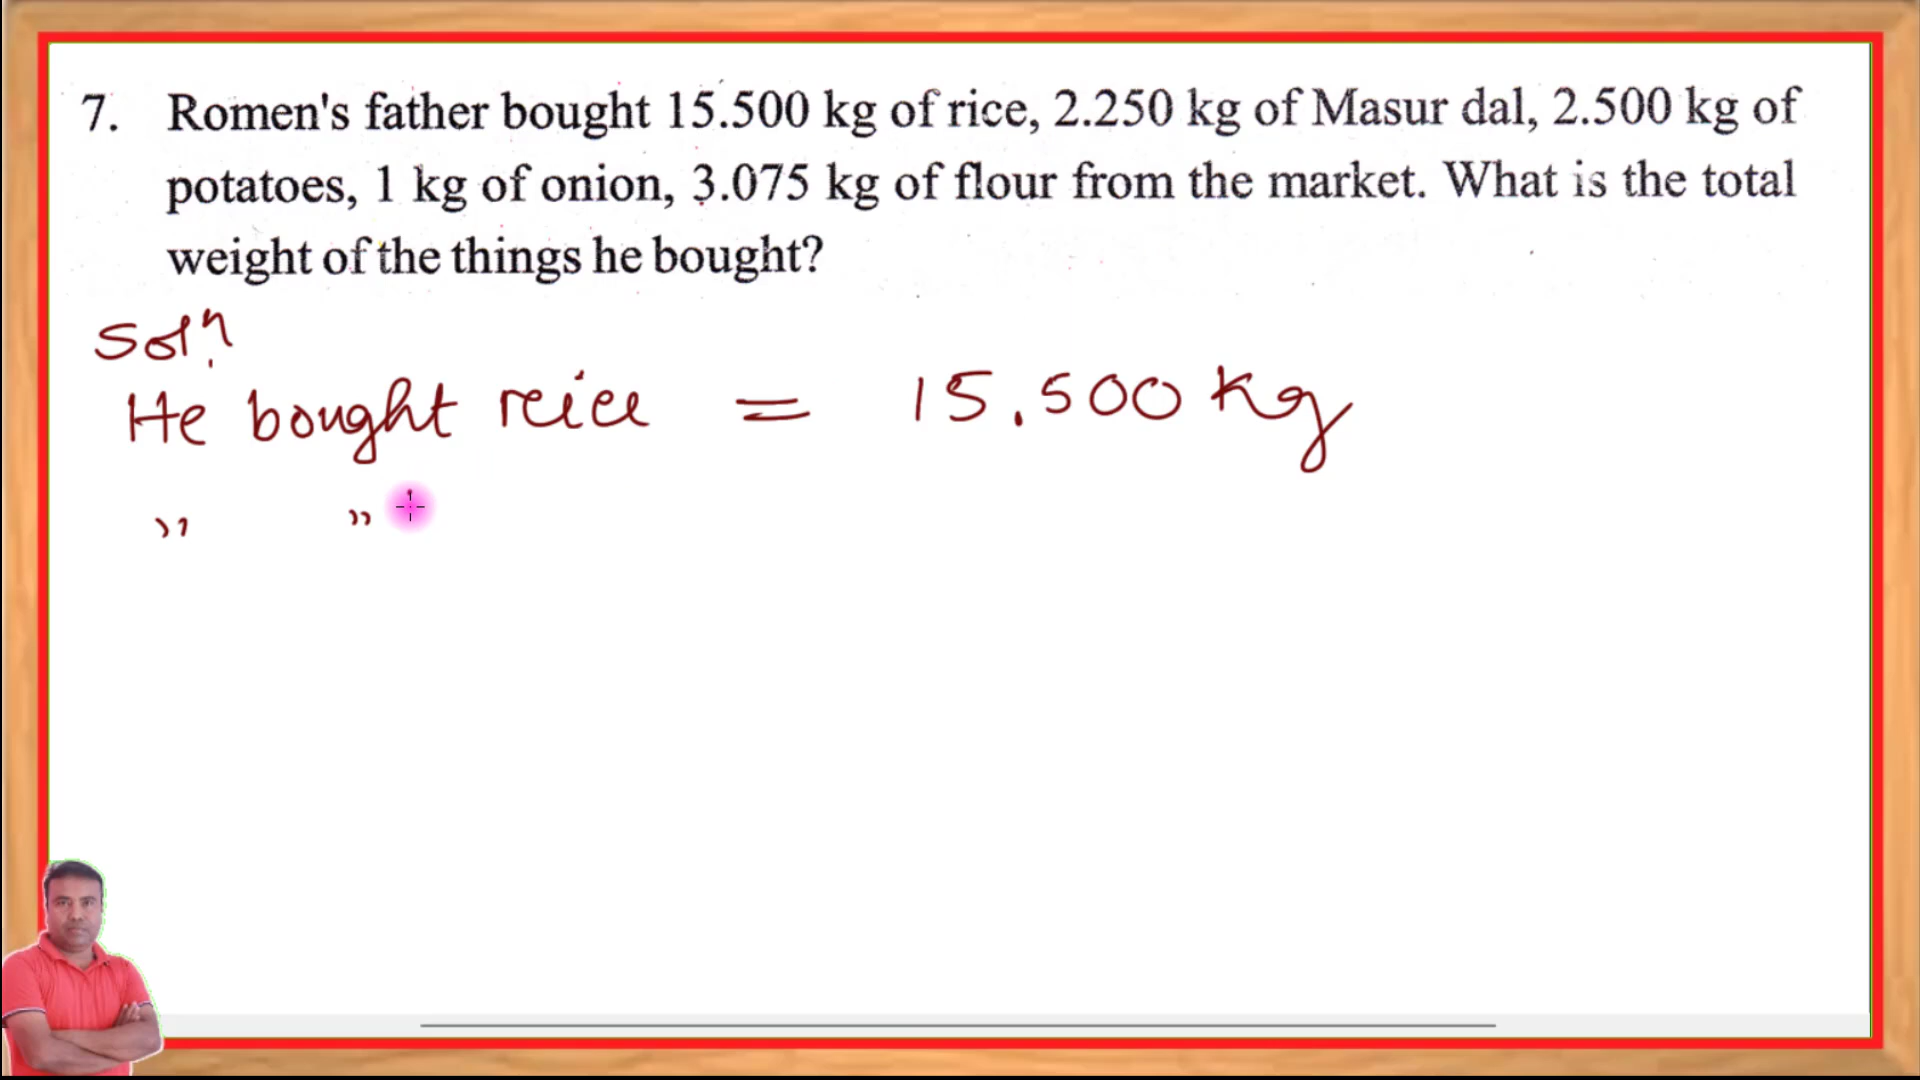 7. Romen's father bought 15.500 kg of rice, 2.250 kg of Masur dal, 2.500 kg of
potatoes, 1 kg of onion, 3.075 kg of flour from the market. What is the total
weight of the things he bought?
Solⁿ.
He bought reice = 15.500 kg
" "